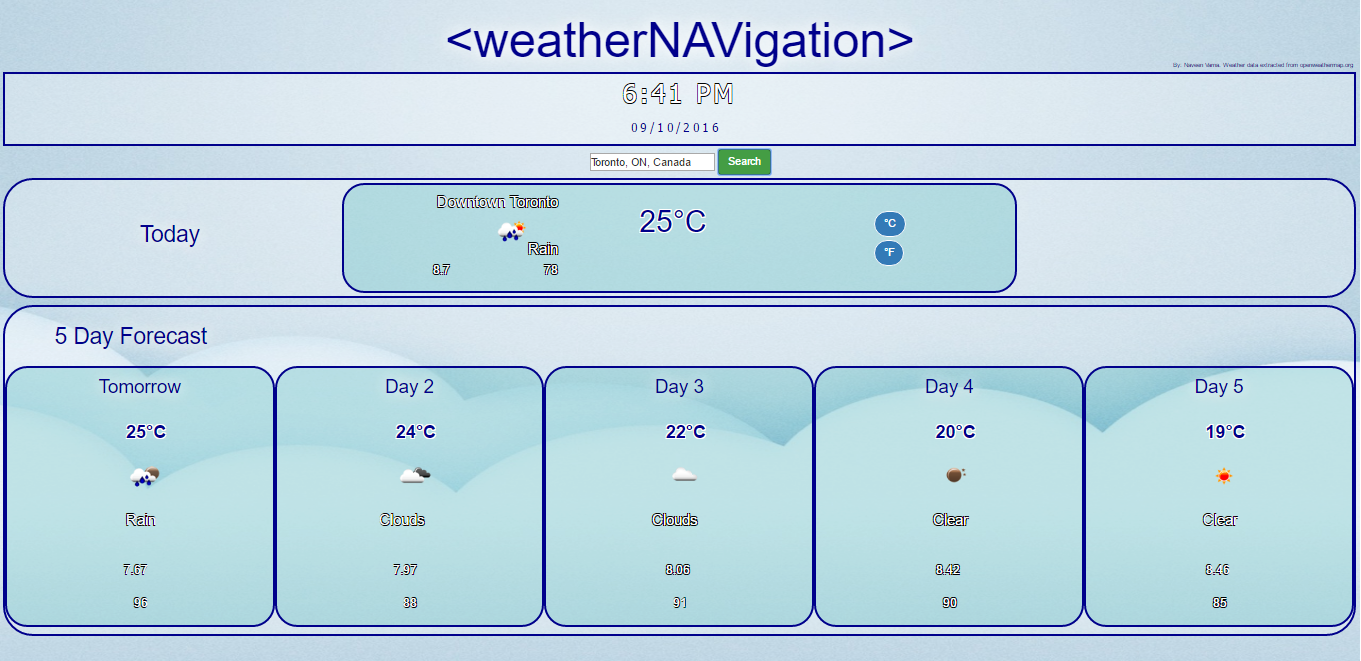 <weatherNAVigation>
By: Naveen Varna. Weather data extracted from openweathermap.org
6:41 PM
09/10/2016
Toronto, ON, Canada Search
Today
Downtown Toronto
25°C
Rain
8.7 78
°C
°F
5 Day Forecast
Tomorrow Day 2 Day 3 Day 4 Day 5
25°C 24°C 22°C 20°C 19°C
Rain Clouds Clouds Clear Clear
7.67 7.97 8.06 8.42 8.46
96 88 91 90 85